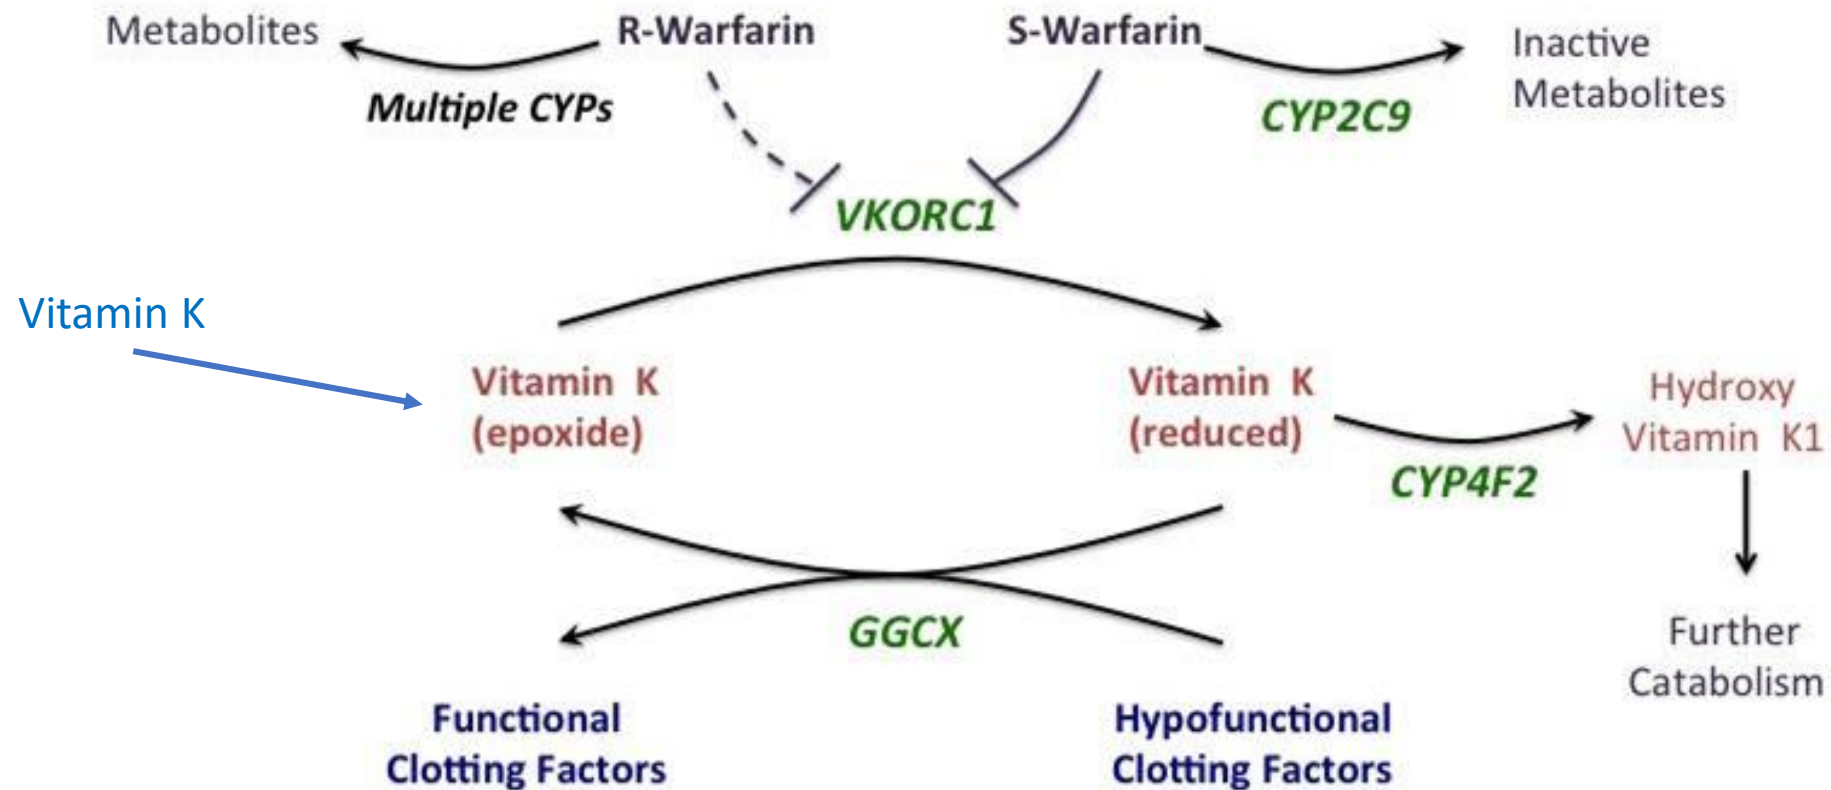 Metabolites
R-Warfarin
S-Warfarin
Inactive
Metabolites
Multiple CYPs
CYP2C9
VKORC1
Vitamin K
Vitamin K
(epoxide)
Vitamin K
(reduced)
Hydroxy
Vitamin K1
CYP4F2
GGCX
Further
Catabolism
Functional
Clotting Factors
Hypofunctional
Clotting Factors